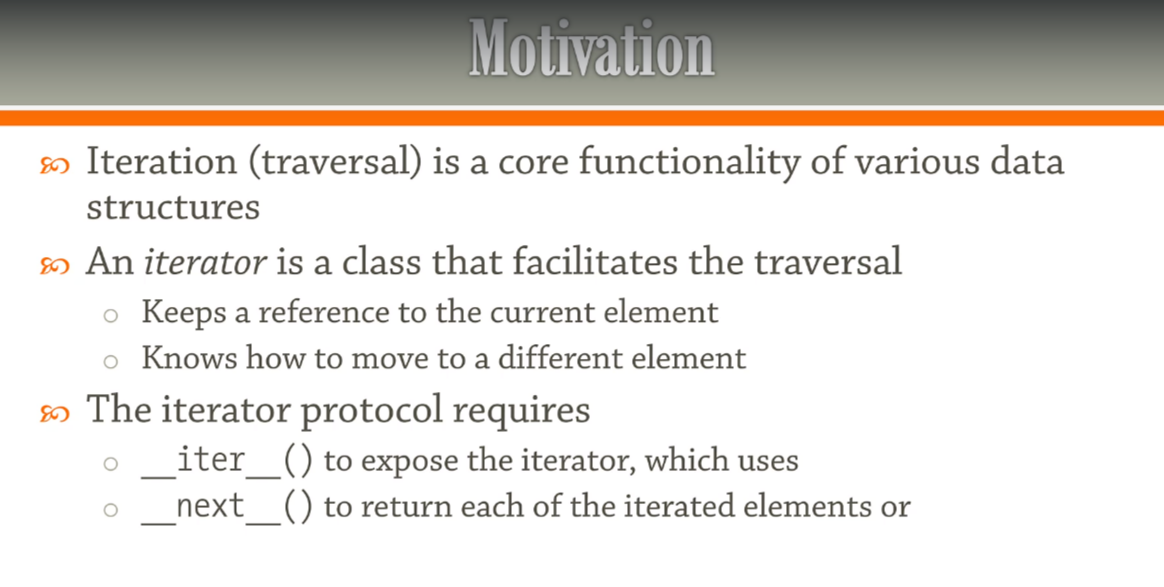 Motivation
Iteration (traversal) is a core functionality of various data
structures
An iterator is a class that facilitates the traversal
Keeps a reference to the current element
Knows how to move to a different element
The iterator protocol requires
__iter__() to expose the iterator, which uses
__next__() to return each of the iterated elements or